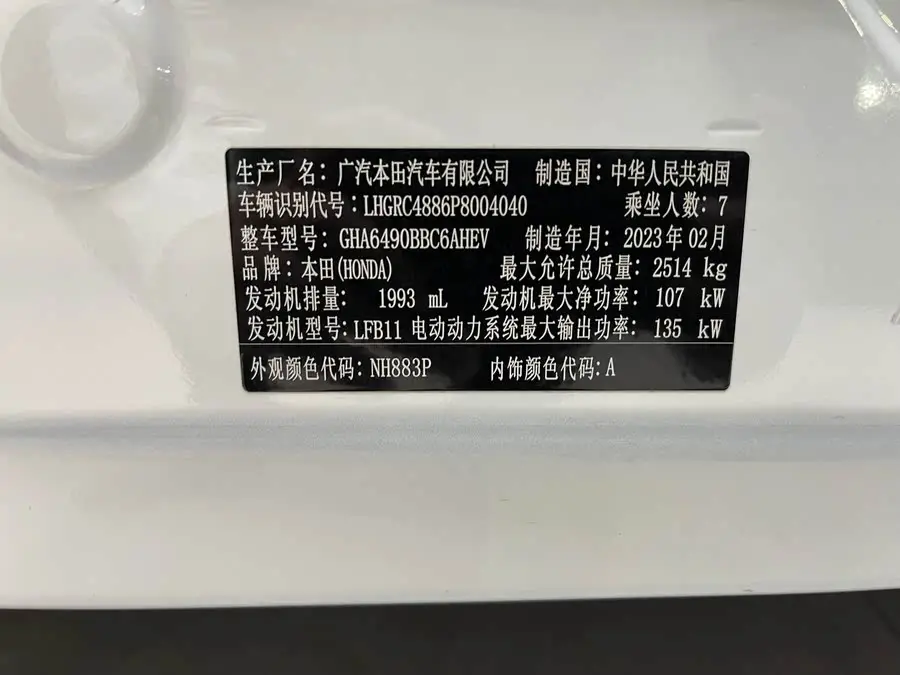 生产厂名：广汽本田汽车有限公司 制造国：中华人民共和国
车辆识别代号：LHGRC4886P8004040 乘坐人数：7
整车型号：GHA6490BBC6AHEV 制造年月：2023年02月
品牌：本田(HONDA) 最大允许总质量：2514 kg
发动机排量： 1993 mL 发动机最大净功率： 107 kW
发动机型号：LFB11 电动动力系统最大输出功率： 135 kW
外观颜色代码：NH883P 内饰颜色代码：A